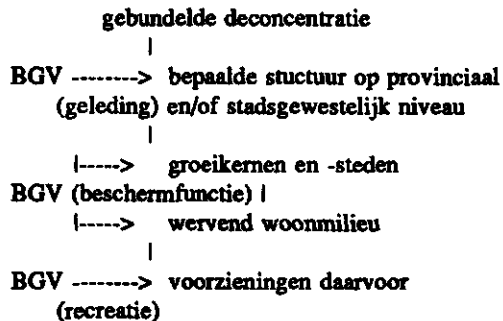 gebundelde deconcentratie
|
BGV --------> bepaalde stuctuur op provinciaal
(geleding) en/of stadsgewestelijk niveau
|
|-----> groeikernen en -steden
BGV (beschermfunctie) |
|-----> wervend woonmilieu
|
BGV --------> voorzieningen daarvoor
(recreatie)